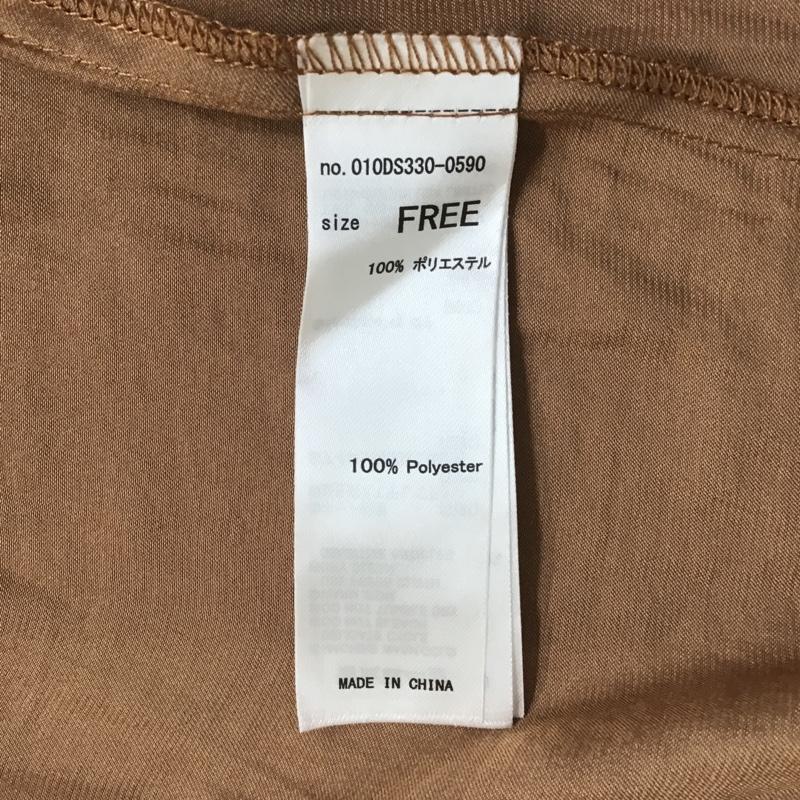 no. 010DS330-0590
size FREE
100% ポリエステル
100% Polyester
MADE IN CHINA